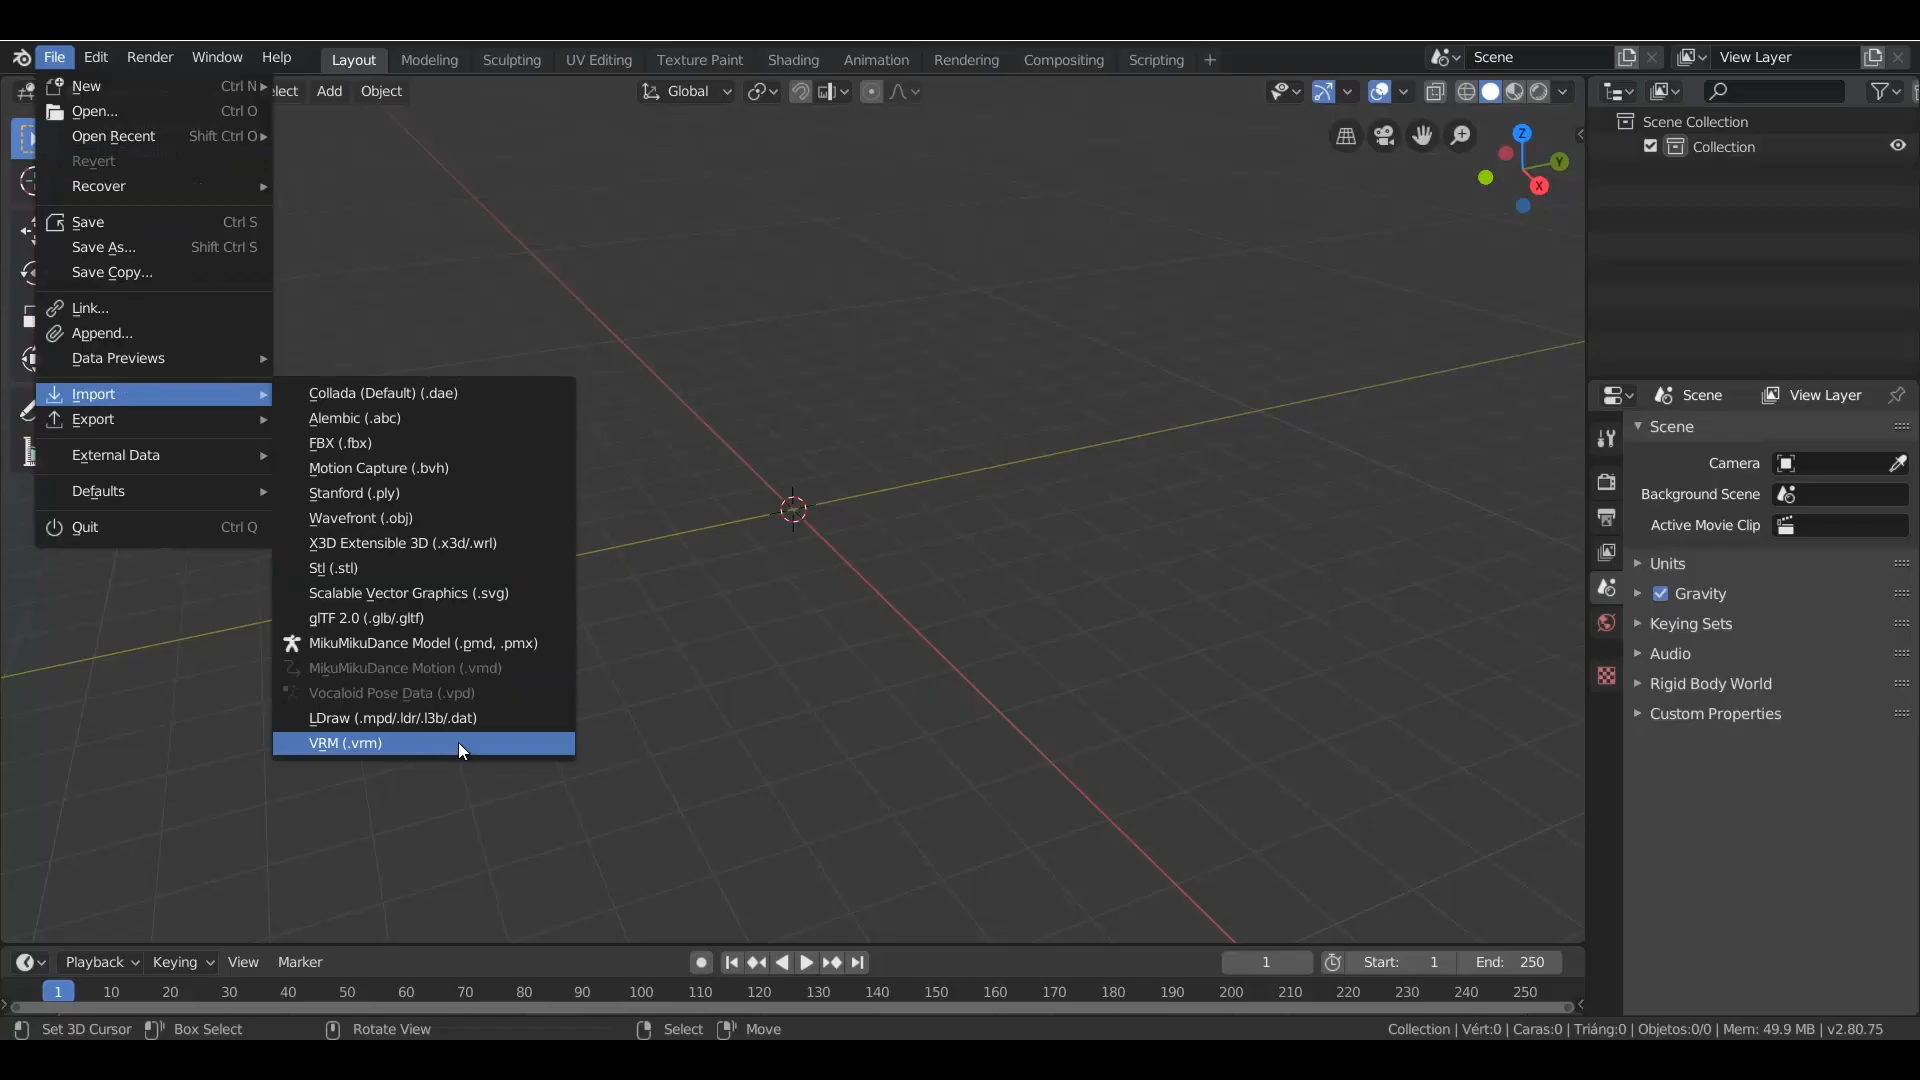 File Edit Render Window Help Layout Modeling Sculpting UV Editing Texture Paint Shading Animation Rendering Compositing Scripting + Scene View Layer
New Ctrl N
Open... Ctrl O
Open Recent Shift Ctrl O
Revert
Recover
Save Ctrl S
Save As... Shift Ctrl S
Save Copy...
Link...
Append...
Data Previews
Import
Export
External Data
Defaults
Quit Ctrl Q
Collada (Default) (.dae)
Alembic (.abc)
FBX (.fbx)
Motion Capture (.bvh)
Stanford (.ply)
Wavefront (.obj)
X3D Extensible 3D (.x3d/.wrl)
Stl (.stl)
Scalable Vector Graphics (.svg)
glTF 2.0 (.glb/.gltf)
MikuMikuDance Model (.pmd, .pmx)
MikuMikuDance Motion (.vmd)
Vocaloid Pose Data (.vpd)
LDraw (.mpd/.ldr/.l3b/.dat)
VRM (.vrm)
lect Add Object Global
Z
Y
X
Scene Collection
Collection
Scene View Layer
Scene
Camera
Background Scene
Active Movie Clip
Units
Gravity
Keying Sets
Audio
Rigid Body World
Custom Properties
Playback Keying View Marker 1 Start: 1 End: 250
1 10 20 30 40 50 60 70 80 90 100 110 120 130 140 150 160 170 180 190 200 210 220 230 240 250
Set 3D Cursor Box Select Rotate View Select Move Collection | Vért:0 | Caras:0 | Triáng:0 | Objetos:0/0 | Mem: 49.9 MB | v2.80.75